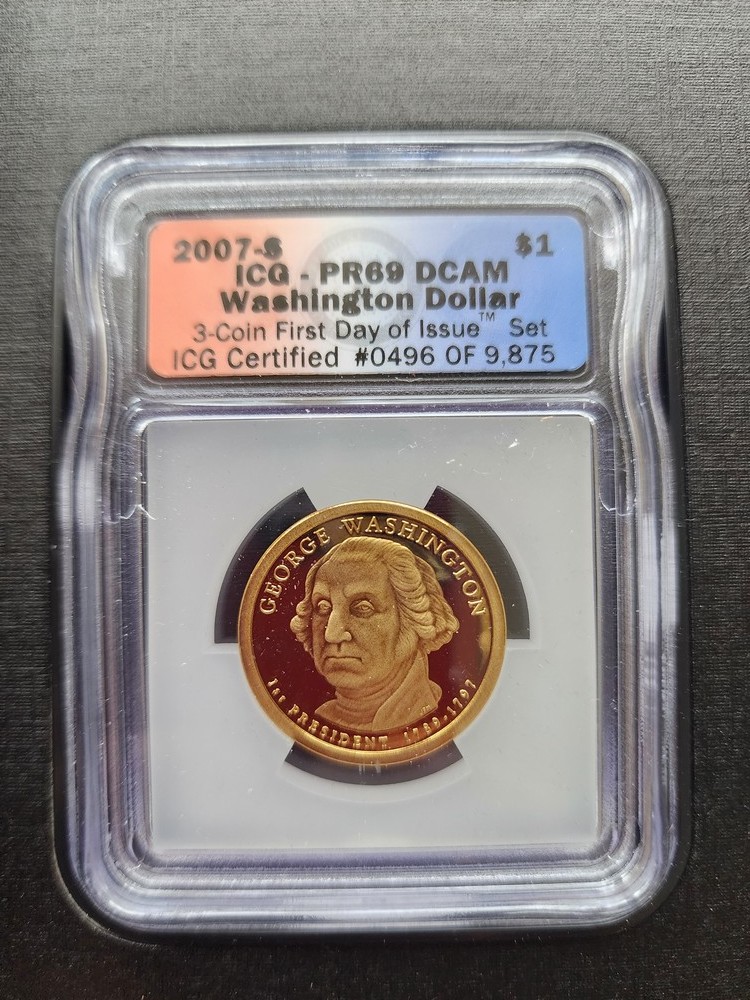 2007-S $1
ICG - PR69 DCAM
Washington Dollar
3-Coin First Day of Issue™ Set
ICG Certified #0496 OF 9,875
GEORGE WASHINGTON
1st PRESIDENT 1789-1797